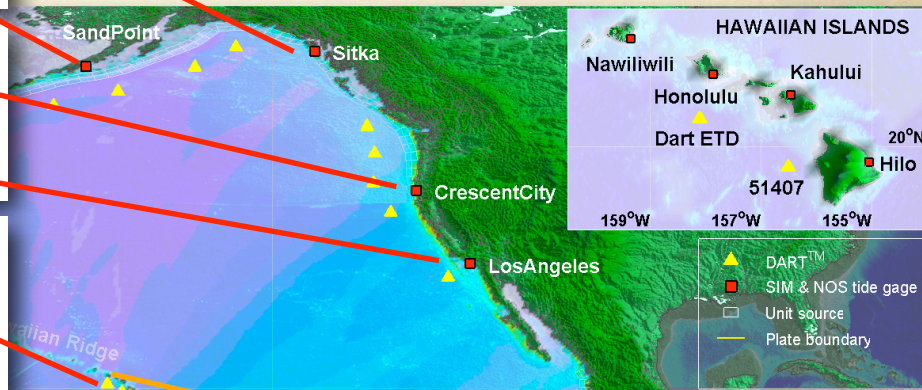 SandPoint
Sitka
HAWAIIAN ISLANDS
Nawiliwili
Kahului
Honolulu
Dart ETD
20°N
Hilo
51407
159°W
157°W
155°W
CrescentCity
LosAngeles
DART™
SIM & NOS tide gage
Unit source
Plate boundary
aiian Ridge